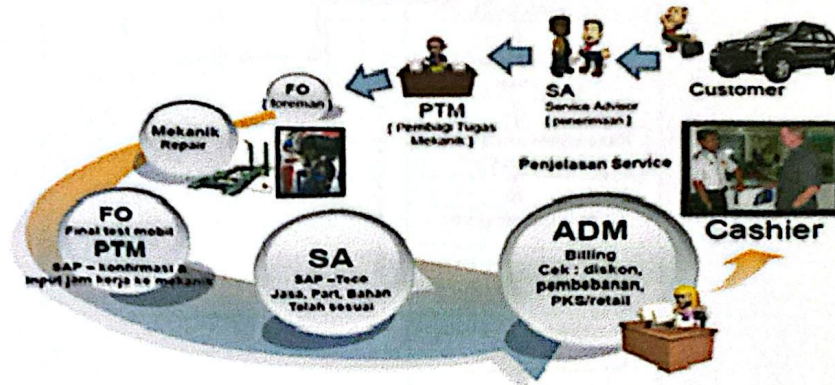 Customer
SA
Service Advisor
[ penerimaan ]
PTM
[ Pembagi Tugas
Mekanik ]
FO
[ foreman ]
Mekanik
Repair
FO
Final test mobil
PTM
SAP – konfirmasi &
Input jam kerja ke mekanik
SA
SAP –Teco
Jasa, Part, Bahan
Telah sesuai
ADM
Billing
Cek : diskon,
pembebanan,
PKS/retail
Penjelasan Service
Cashier